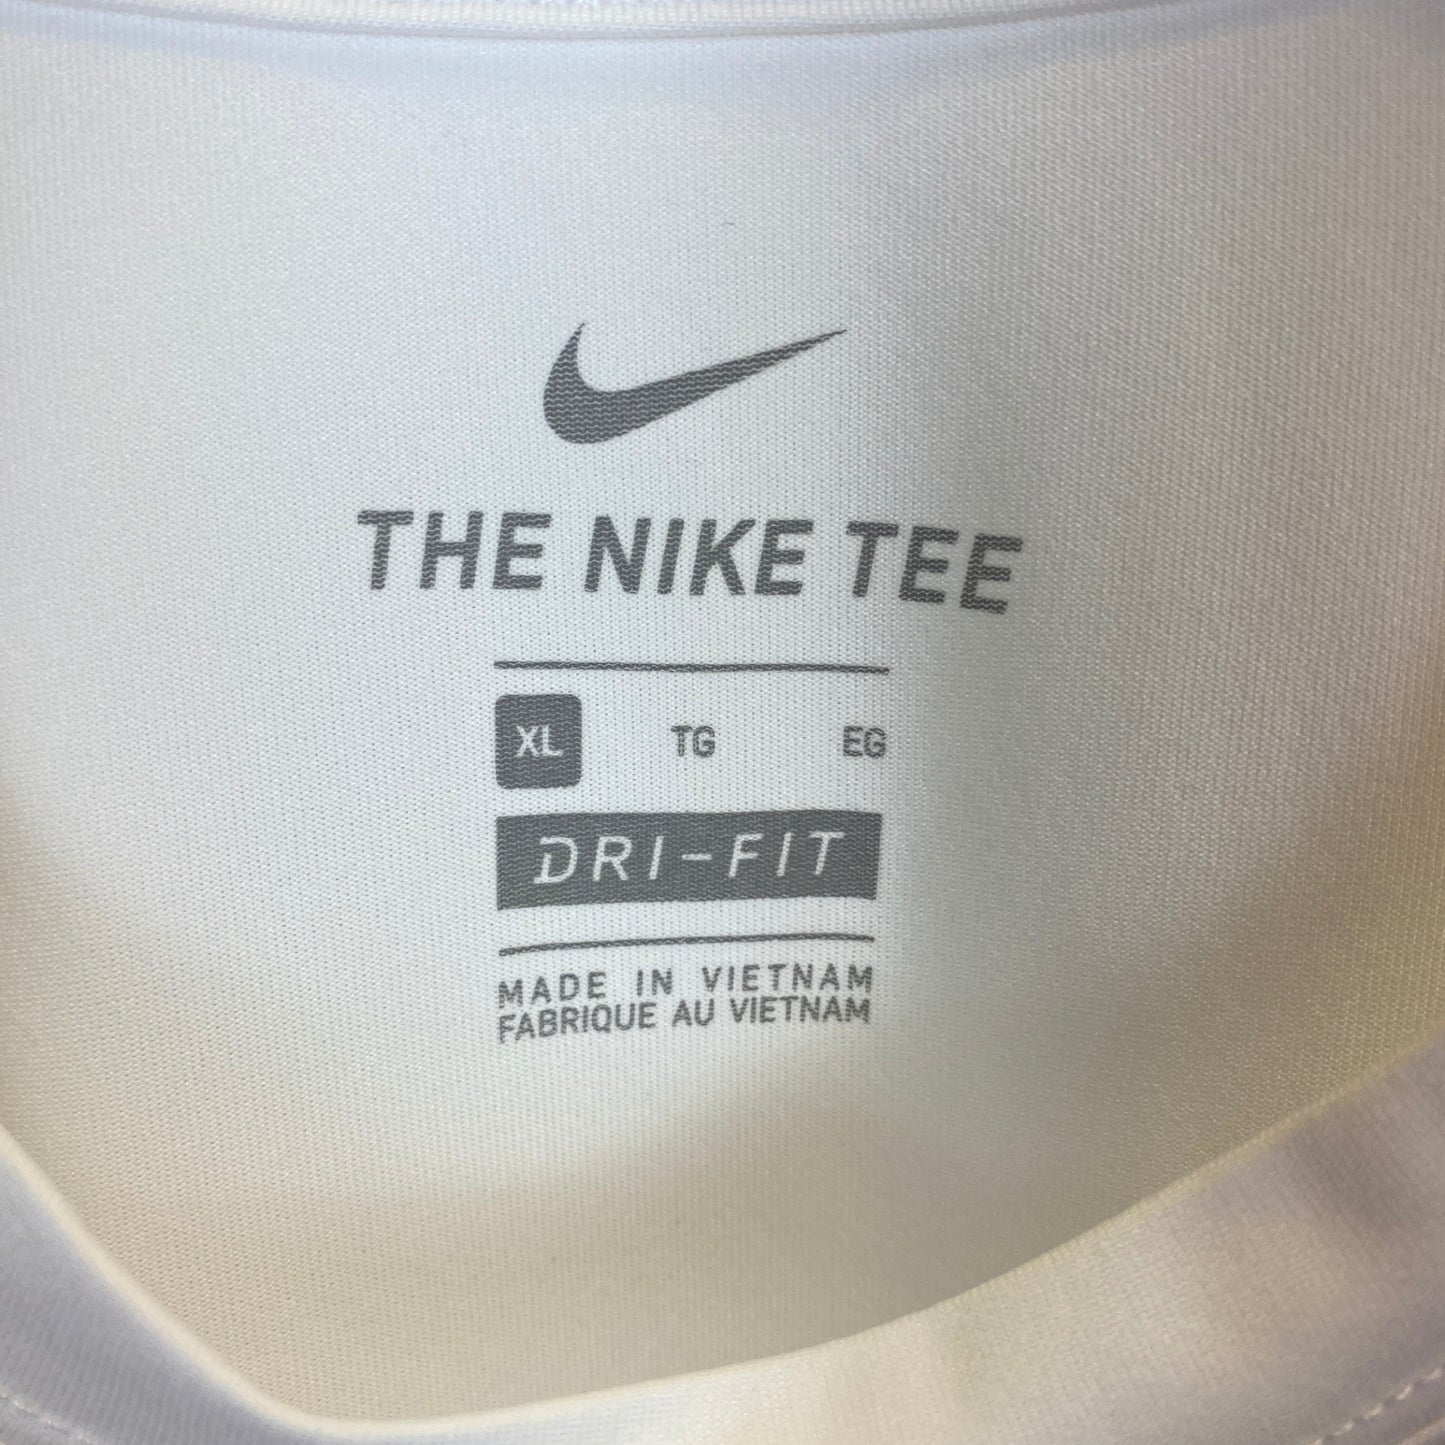 THE NIKE TEE
XL TG EG
DRI-FIT
MADE IN VIETNAM
FABRIQUE AU VIETNAM